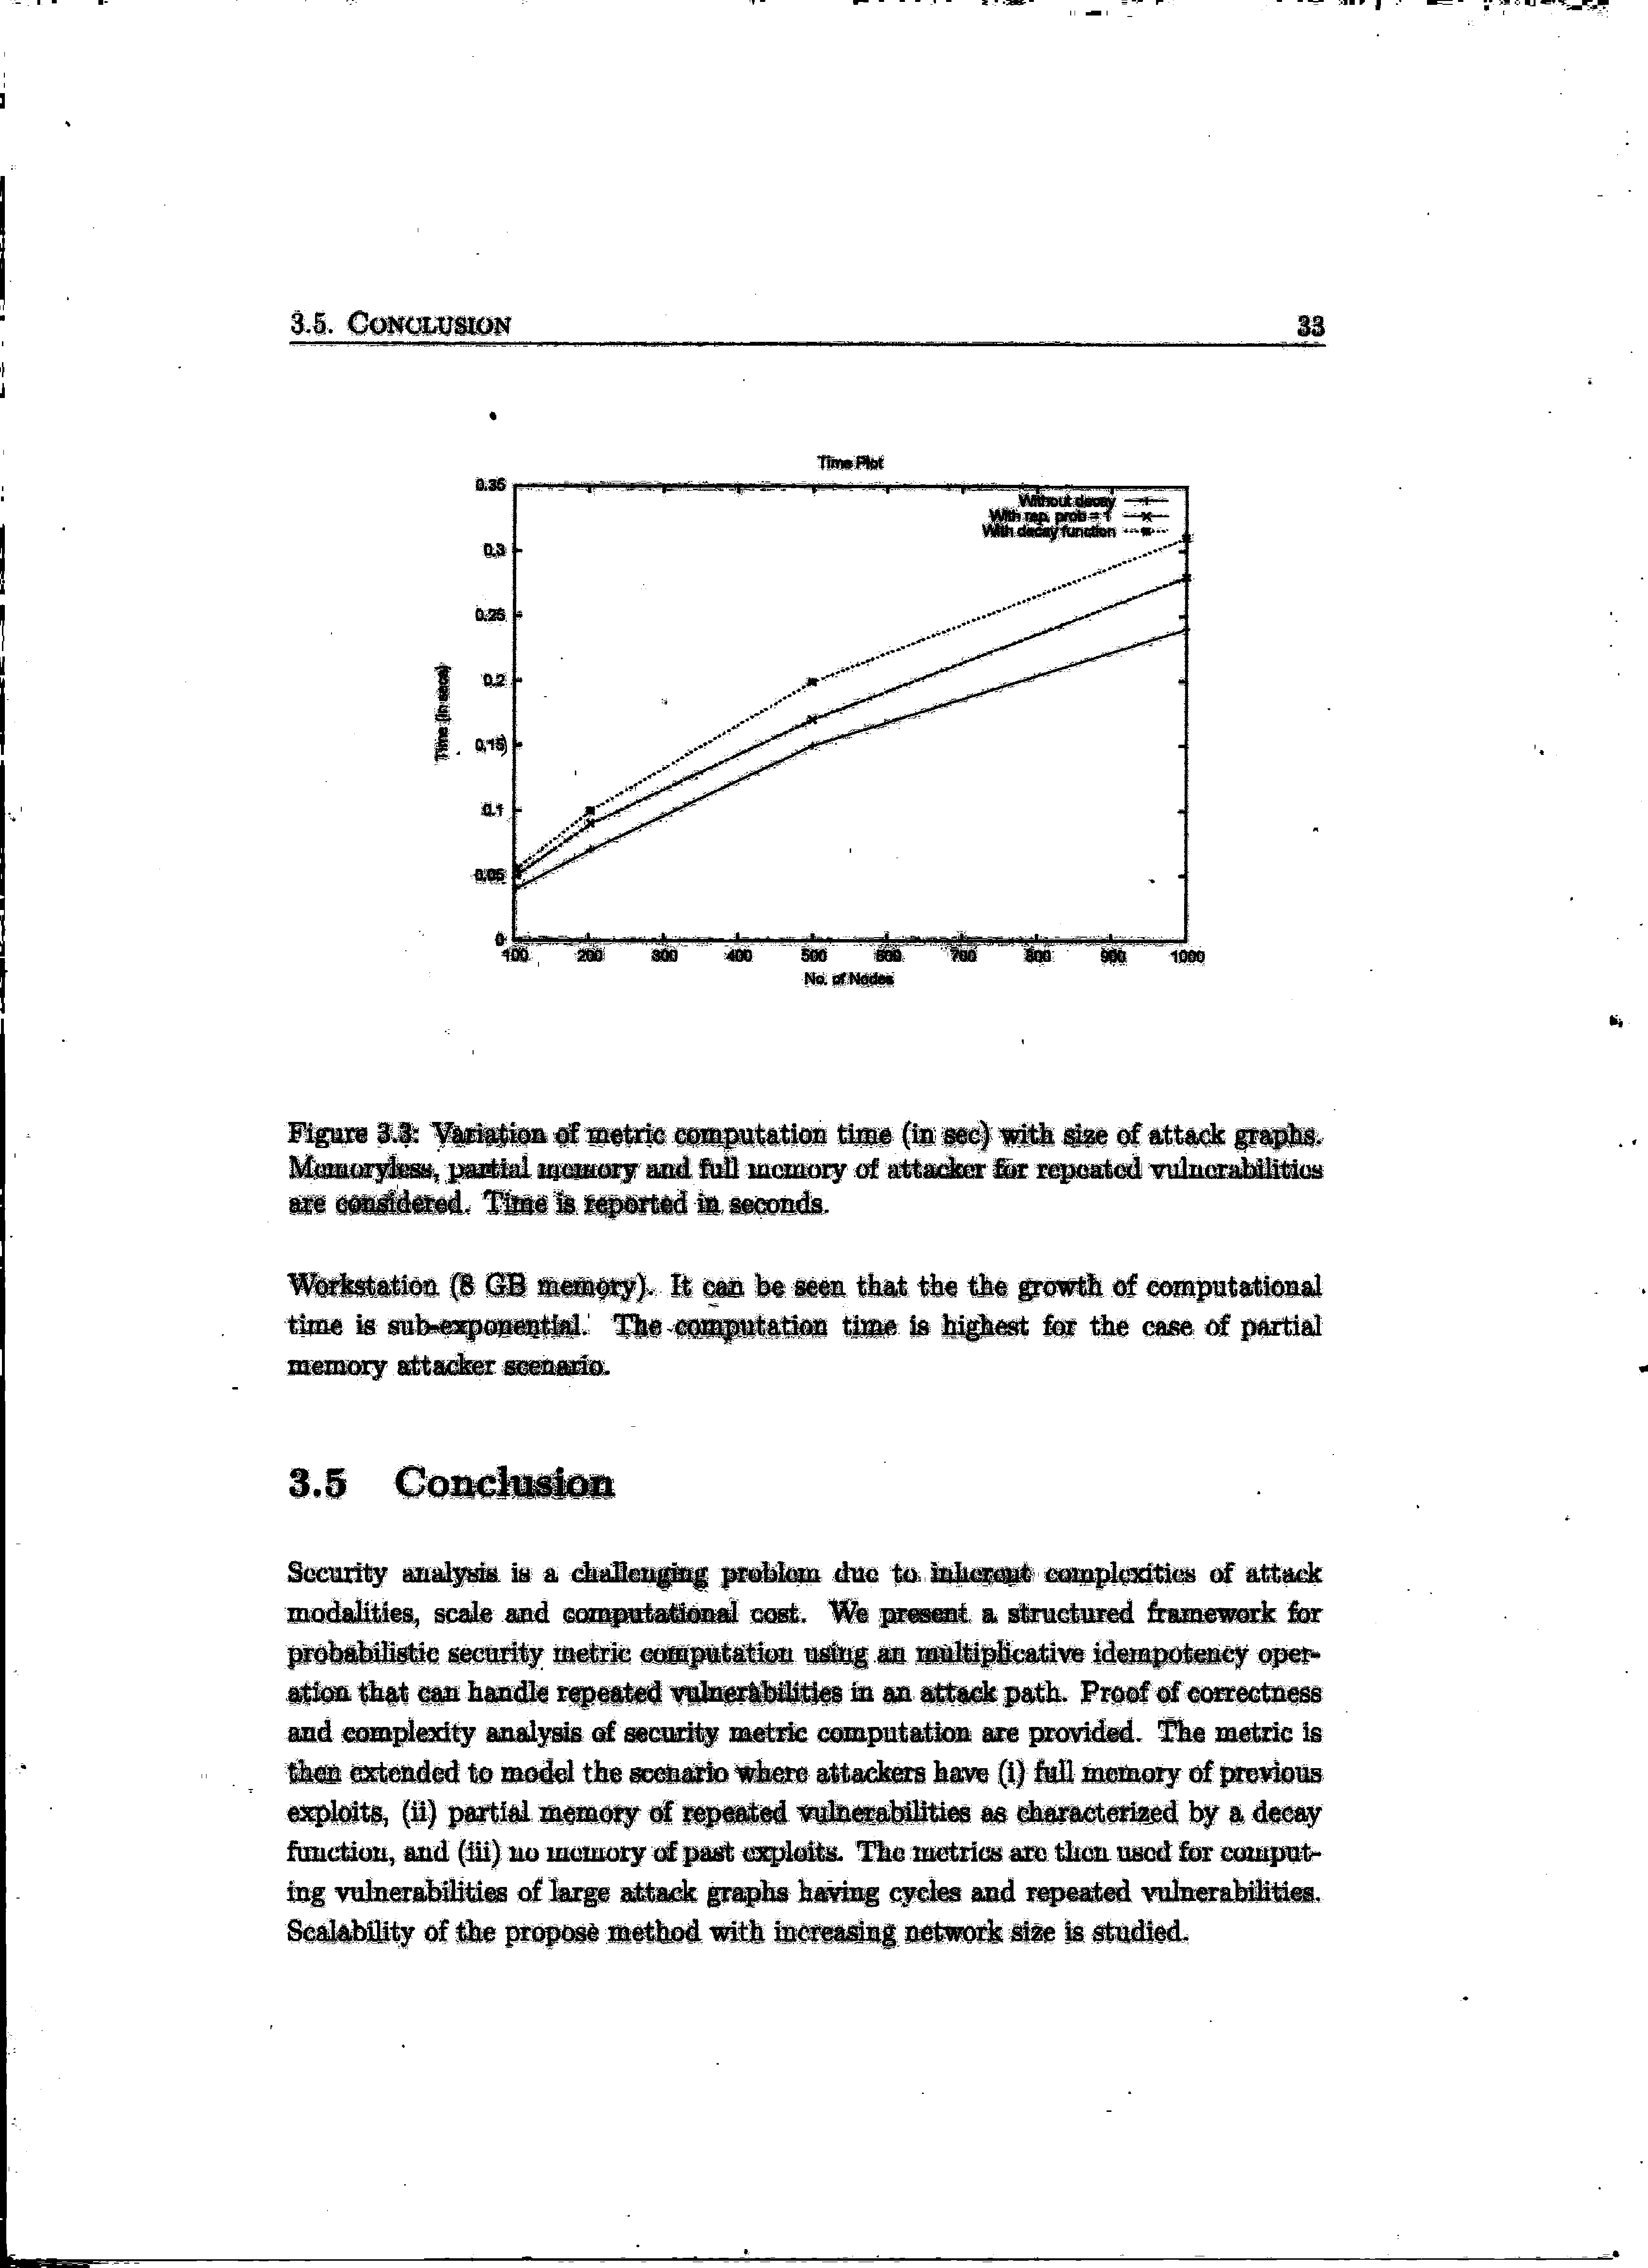 3.5. CONCLUSION 33
Time Plot
0.35
Without decay
With rep. prob = 1
With decay function
0.3
0.25
0.2
0.15
0.1
0.05
0
Time (in secs)
100 200 300 400 500 600 700 800 900 1000
No. of Nodes
Figure 3.3: Variation of metric computation time (in sec) with size of attack graphs.
Memoryless, partial memory and full memory of attacker for repeated vulnerabilities
are considered. Time is reported in seconds.
Workstation (8 GB memory). It can be seen that the the growth of computational
time is sub-exponential. The computation time is highest for the case of partial
memory attacker scenario.
3.5 Conclusion
Security analysis is a challenging problem due to inherent complexities of attack
modalities, scale and computational cost. We present a structured framework for
probabilistic security metric computation using an multiplicative idempotency oper-
ation that can handle repeated vulnerabilities in an attack path. Proof of correctness
and complexity analysis of security metric computation are provided. The metric is
then extended to model the scenario where attackers have (i) full memory of previous
exploits, (ii) partial memory of repeated vulnerabilities as characterized by a decay
function, and (iii) no memory of past exploits. The metrics are then used for comput-
ing vulnerabilities of large attack graphs having cycles and repeated vulnerabilities.
Scalability of the propose method with increasing network size is studied.